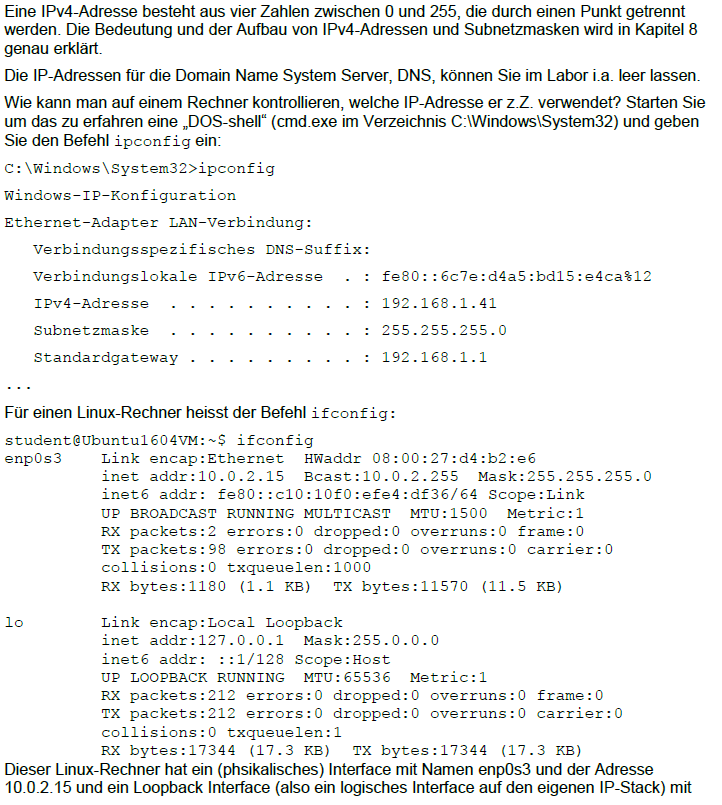 Eine IPv4-Adresse besteht aus vier Zahlen zwischen 0 und 255, die durch einen Punkt getrennt
werden. Die Bedeutung und der Aufbau von IPv4-Adressen und Subnetzmasken wird in Kapitel 8
genau erklärt.
Die IP-Adressen für die Domain Name System Server, DNS, können Sie im Labor i.a. leer lassen.
Wie kann man auf einem Rechner kontrollieren, welche IP-Adresse er z.Z. verwendet? Starten Sie
um das zu erfahren eine „DOS-shell“ (cmd.exe im Verzeichnis C:\Windows\System32) und geben
Sie den Befehl ipconfig ein:
C:\Windows\System32>ipconfig
Windows-IP-Konfiguration
Ethernet-Adapter LAN-Verbindung:
Verbindungsspezifisches DNS-Suffix:
Verbindungslokale IPv6-Adresse . : fe80::6c7e:d4a5:bd15:e4ca%12
IPv4-Adresse . . . . . . . . . . : 192.168.1.41
Subnetzmaske . . . . . . . . . . : 255.255.255.0
Standardgateway . . . . . . . . . : 192.168.1.1
...
Für einen Linux-Rechner heisst der Befehl ifconfig:
student@Ubuntu1604VM:~$ ifconfig
enp0s3 Link encap:Ethernet HWaddr 08:00:27:d4:b2:e6
inet addr:10.0.2.15 Bcast:10.0.2.255 Mask:255.255.255.0
inet6 addr: fe80::c10:10f0:efe4:df36/64 Scope:Link
UP BROADCAST RUNNING MULTICAST MTU:1500 Metric:1
RX packets:2 errors:0 dropped:0 overruns:0 frame:0
TX packets:98 errors:0 dropped:0 overruns:0 carrier:0
collisions:0 txqueuelen:1000
RX bytes:1180 (1.1 KB) TX bytes:11570 (11.5 KB)
lo Link encap:Local Loopback
inet addr:127.0.0.1 Mask:255.0.0.0
inet6 addr: ::1/128 Scope:Host
UP LOOPBACK RUNNING MTU:65536 Metric:1
RX packets:212 errors:0 dropped:0 overruns:0 frame:0
TX packets:212 errors:0 dropped:0 overruns:0 carrier:0
collisions:0 txqueuelen:1
RX bytes:17344 (17.3 KB) TX bytes:17344 (17.3 KB)
Dieser Linux-Rechner hat ein (phsikalisches) Interface mit Namen enp0s3 und der Adresse
10.0.2.15 und ein Loopback Interface (also ein logisches Interface auf den eigenen IP-Stack) mit